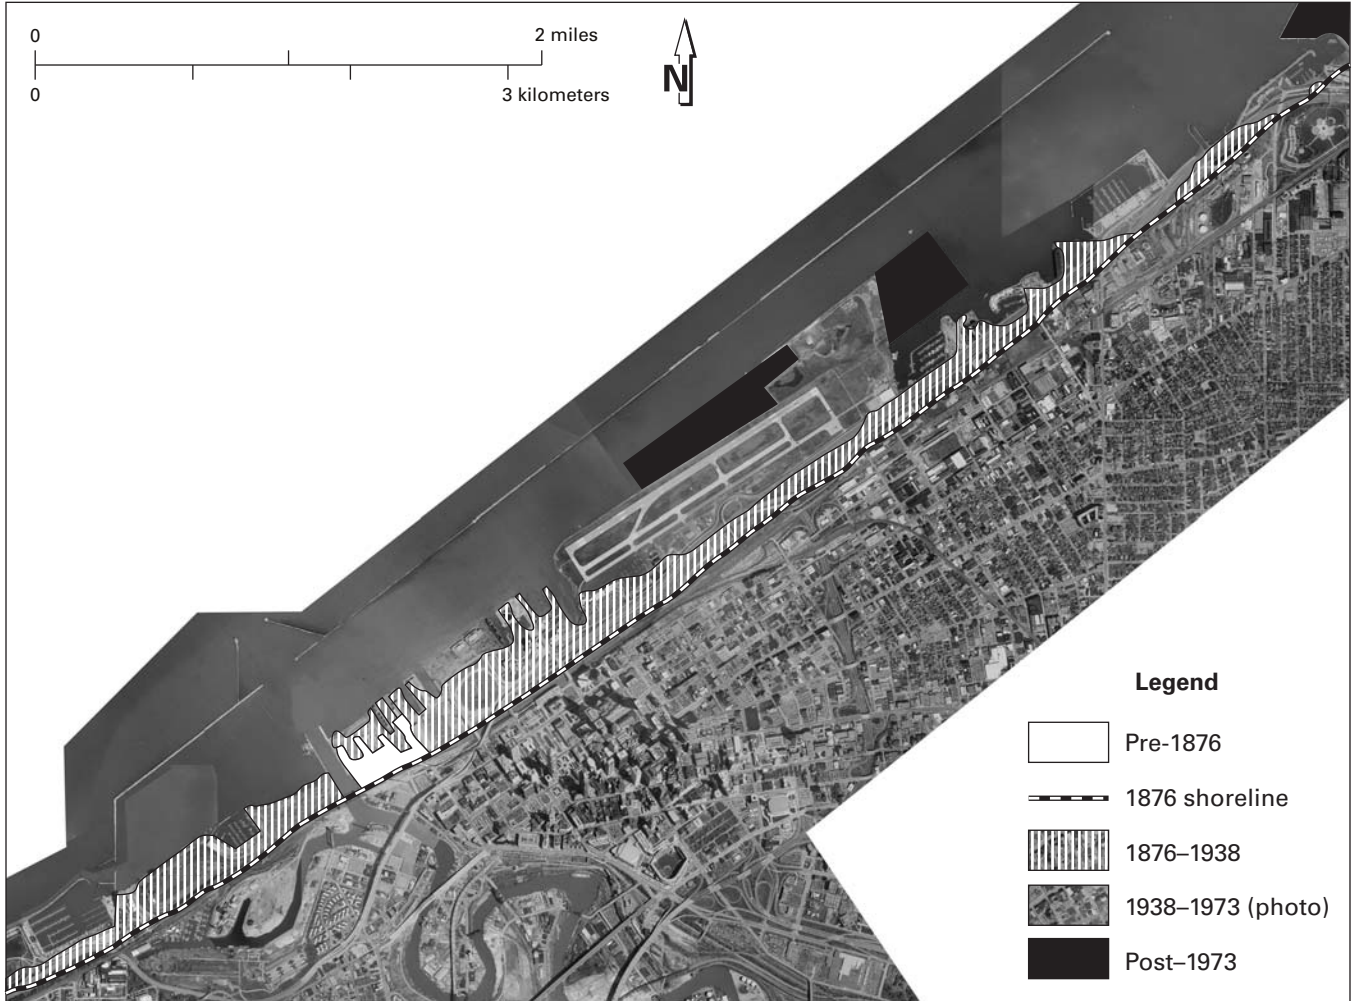 0 2 miles
0 3 kilometers
N
Legend
Pre-1876
1876 shoreline
1876–1938
1938–1973 (photo)
Post–1973